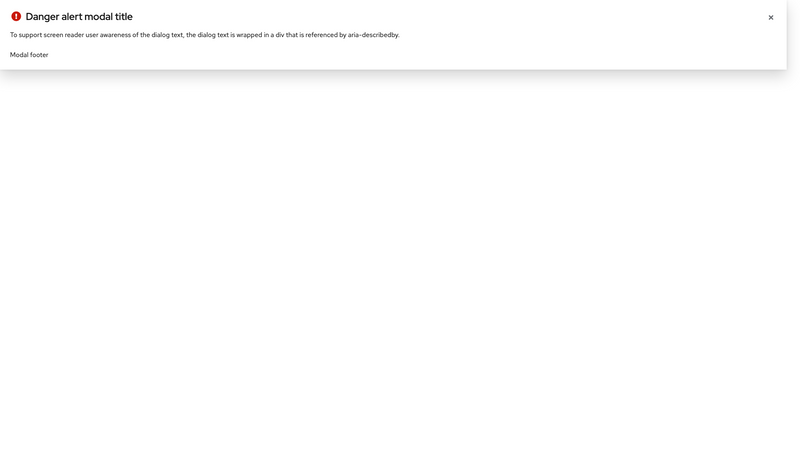 Danger alert modal title
To support screen reader user awareness of the dialog text, the dialog text is wrapped in a div that is referenced by aria-describedby.
Modal footer